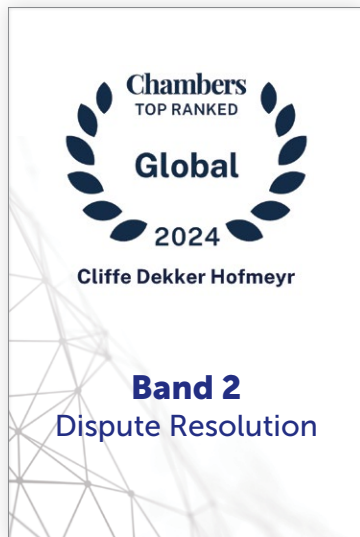 Chambers
TOP RANKED
Global
2024
Cliffe Dekker Hofmeyr
Band 2
Dispute Resolution